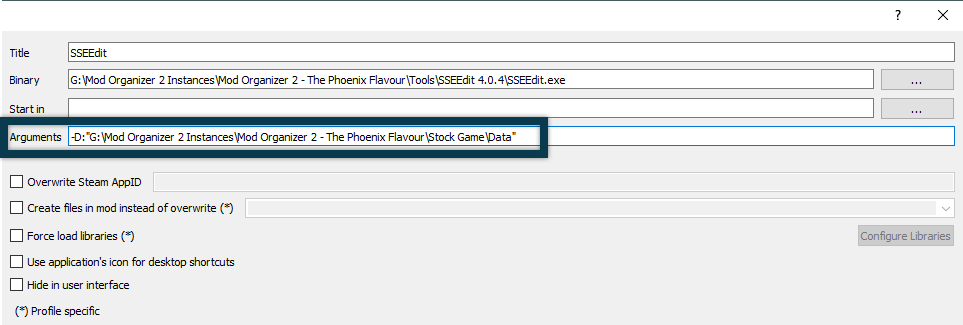 ?
Title SSEEdit
Binary G:\Mod Organizer 2 Instances\Mod Organizer 2 - The Phoenix Flavour\Tools\SSEEdit 4.0.4\SSEEdit.exe ...
Start in ...
Arguments -D:"G:\Mod Organizer 2 Instances\Mod Organizer 2 - The Phoenix Flavour\Stock Game\Data"
Overwrite Steam AppID
Create files in mod instead of overwrite (*)
Force load libraries (*) Configure Libraries
Use application's icon for desktop shortcuts
Hide in user interface
(*) Profile specific